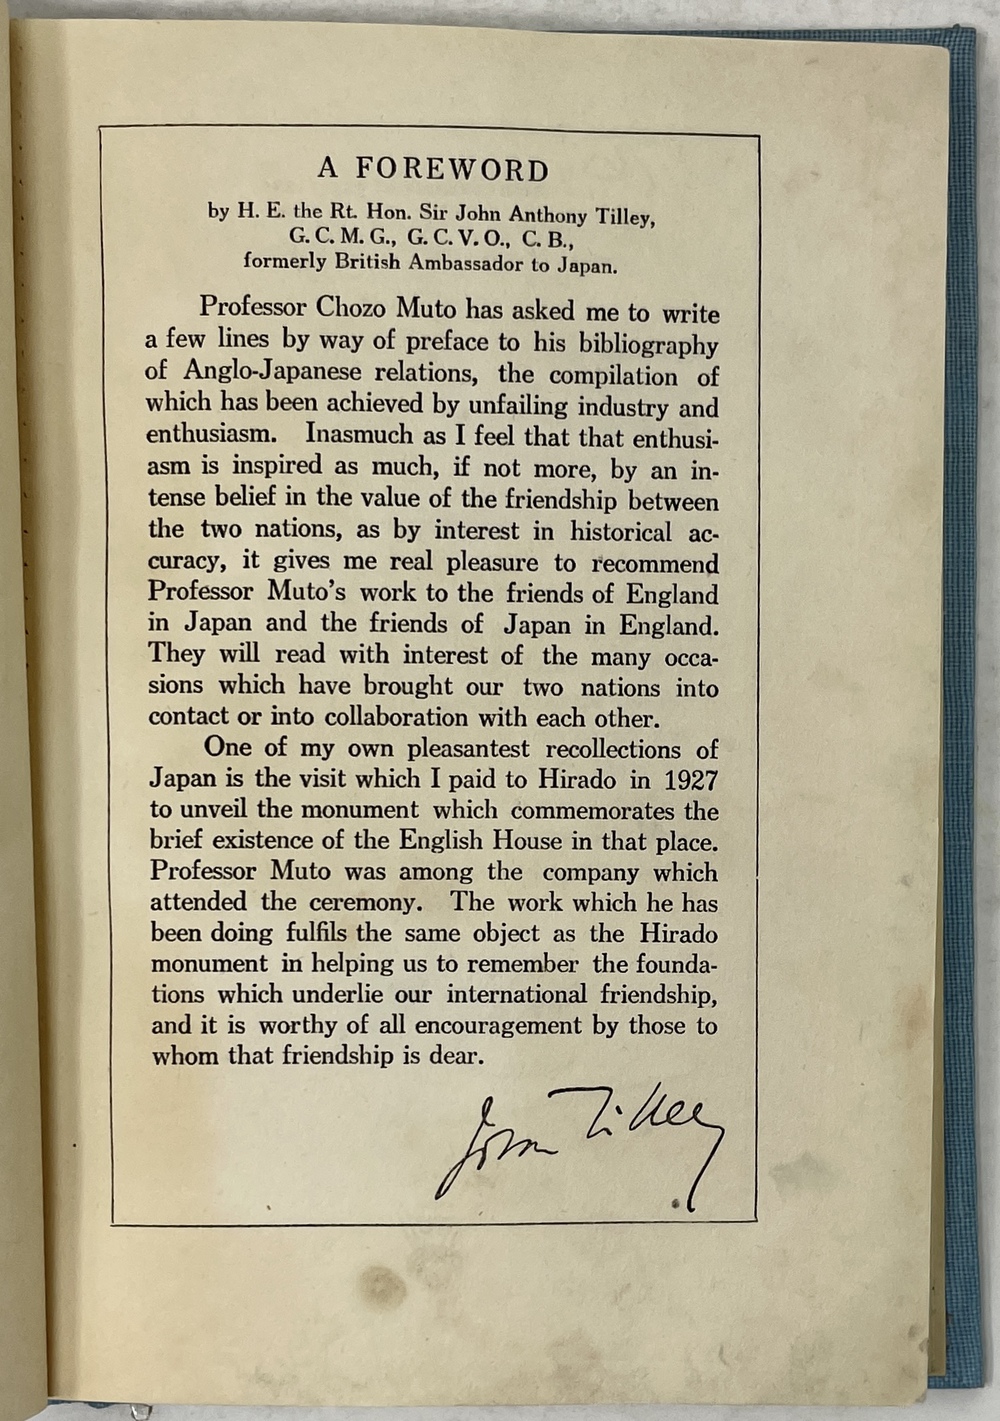 A FOREWORD
by H. E. the Rt. Hon. Sir John Anthony Tilley,
G. C. M. G., G. C. V. O., C. B.,
formerly British Ambassador to Japan.
Professor Chozo Muto has asked me to write
a few lines by way of preface to his bibliography
of Anglo-Japanese relations, the compilation of
which has been achieved by unfailing industry and
enthusiasm. Inasmuch as I feel that that enthusi-
asm is inspired as much, if not more, by an in-
tense belief in the value of the friendship between
the two nations, as by interest in historical ac-
curacy, it gives me real pleasure to recommend
Professor Muto's work to the friends of England
in Japan and the friends of Japan in England.
They will read with interest of the many occa-
sions which have brought our two nations into
contact or into collaboration with each other.
One of my own pleasantest recollections of
Japan is the visit which I paid to Hirado in 1927
to unveil the monument which commemorates the
brief existence of the English House in that place.
Professor Muto was among the company which
attended the ceremony. The work which he has
been doing fulfils the same object as the Hirado
monument in helping us to remember the founda-
tions which underlie our international friendship,
and it is worthy of all encouragement by those to
whom that friendship is dear.
John Tilley